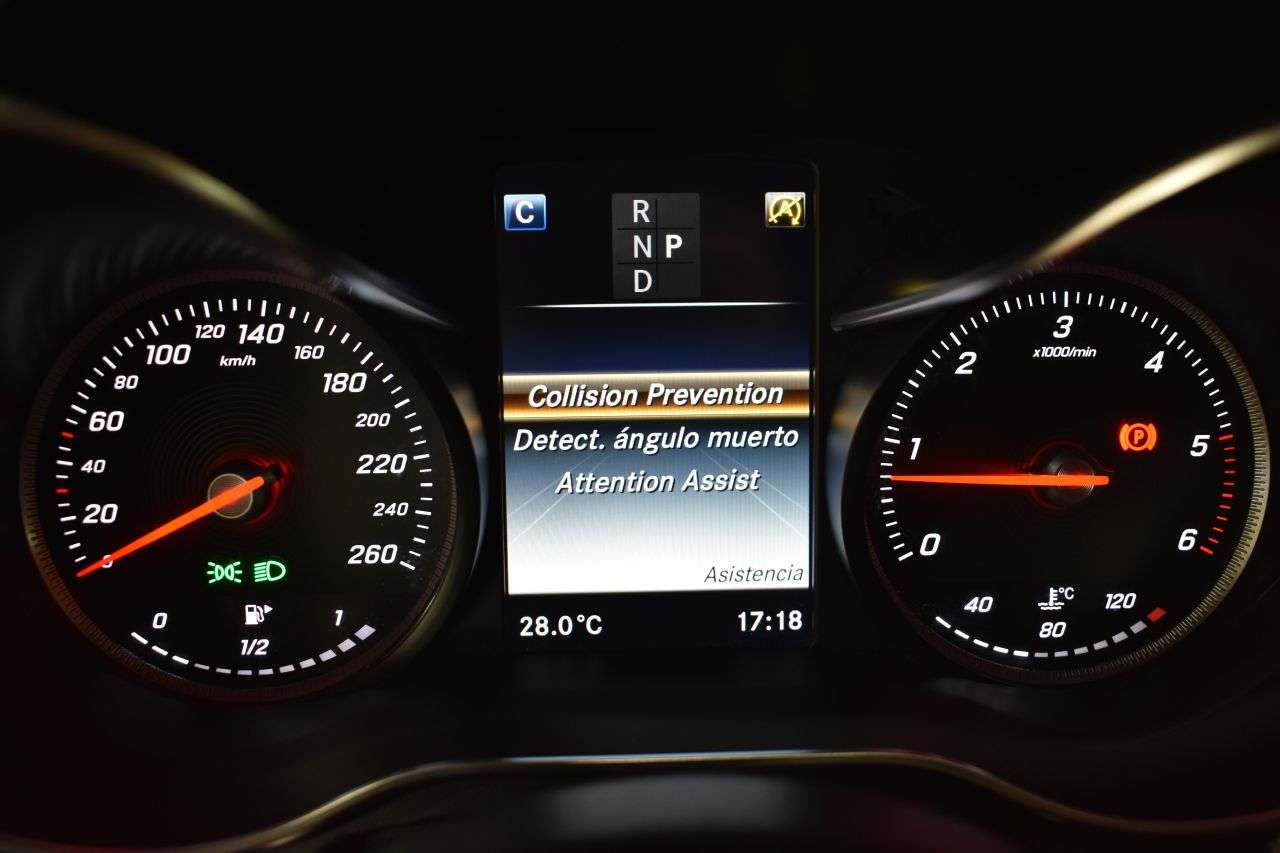 C
R
N P
D
A
Collision Prevention
Detect. ángulo muerto
Attention Assist
Asistencia
28.0°C
17:18
0
20
40
60
80
100
120
140
160
180
200
220
240
260
km/h
0
1/2
1
0
1
2
3
4
5
6
x1000/min
P
40
80
120
°C